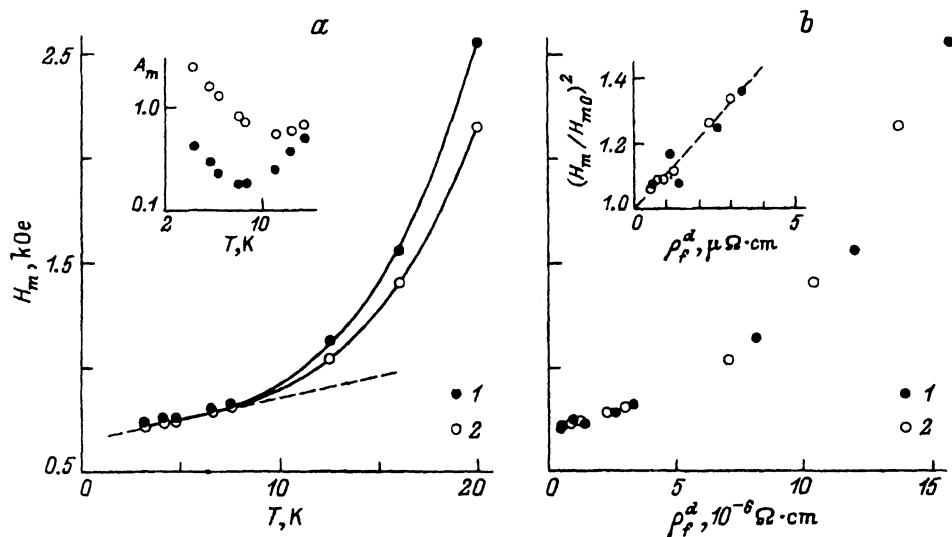 a
b
2.5
1.5
0.5
H_m, kOe
0
10
20
T, K
1
2
A_m
1.0
0.1
2
10
T, K
(H_m/H_m0)^2
1.4
1.2
1.0
0
5
ρ_f^d, μΩ·cm
1
2
0
5
10
15
ρ_f^d, 10^-6 Ω·cm